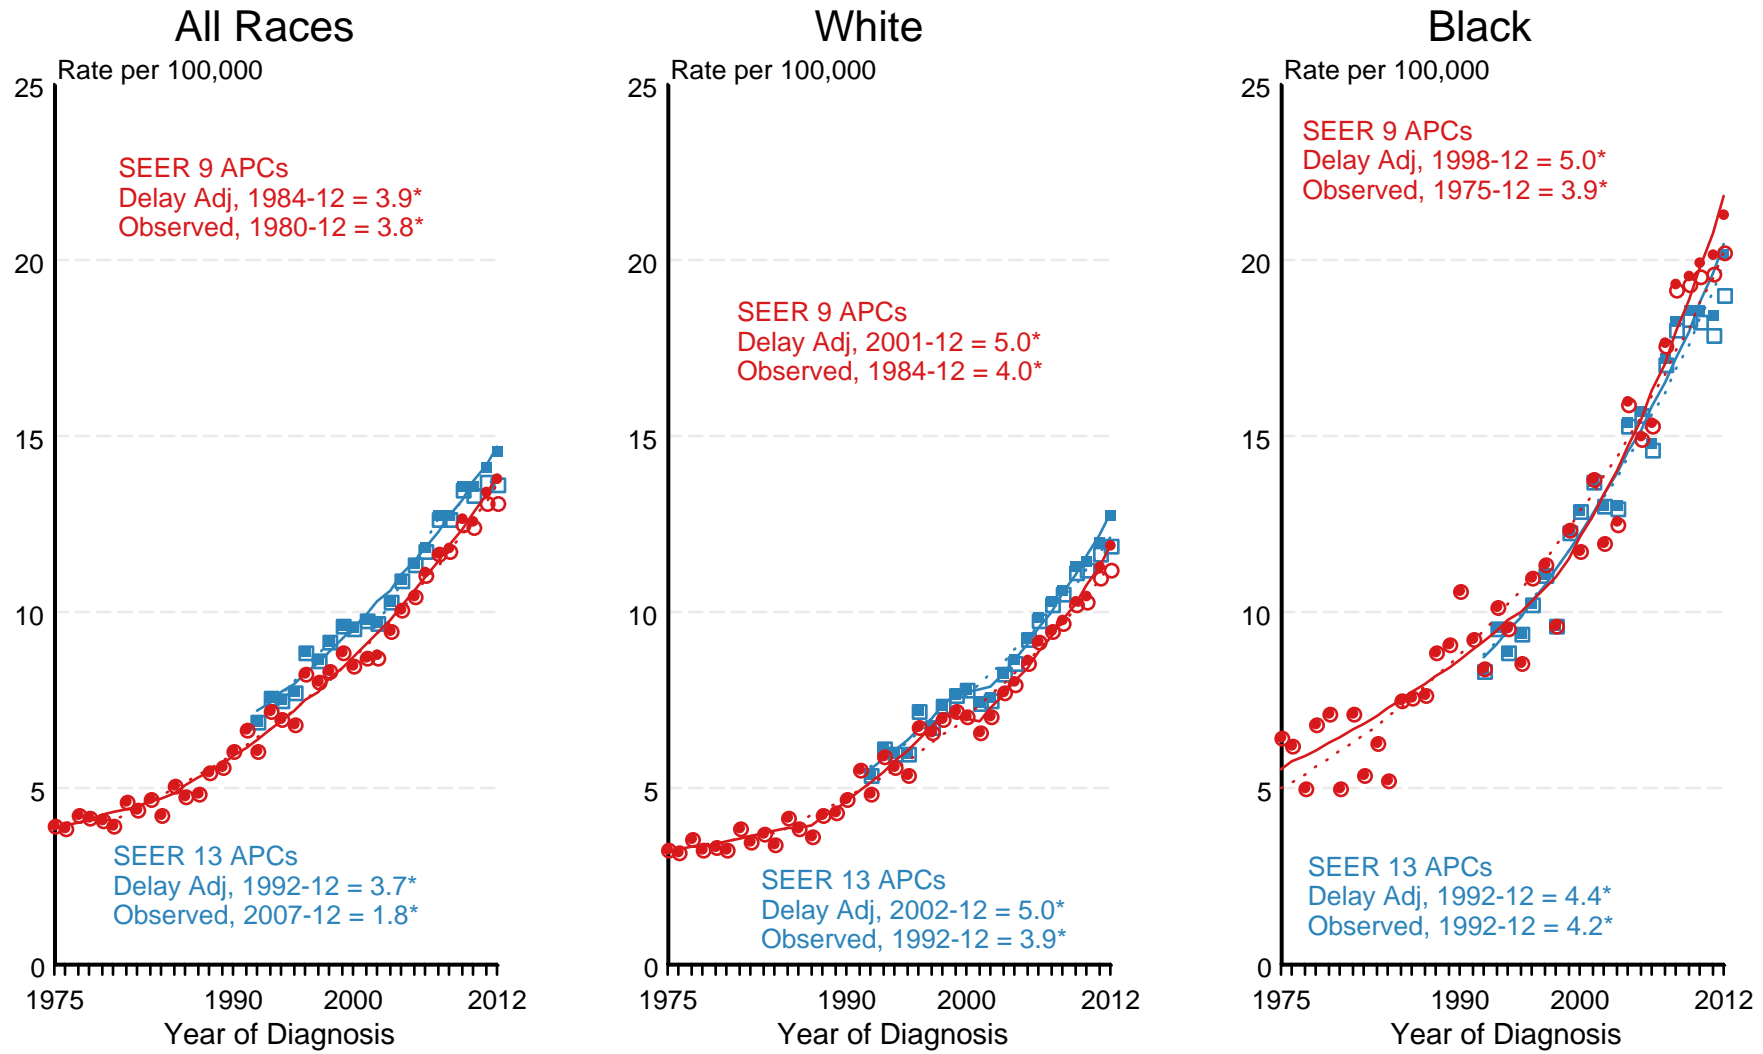 All Races
Rate per 100,000
25
20
15
10
5
0
SEER 9 APCs
Delay Adj, 1984-12 = 3.9*
Observed, 1980-12 = 3.8*
SEER 13 APCs
Delay Adj, 1992-12 = 3.7*
Observed, 2007-12 = 1.8*
1975 1990 2000 2012
Year of Diagnosis
White
Rate per 100,000
25
20
15
10
5
0
SEER 9 APCs
Delay Adj, 2001-12 = 5.0*
Observed, 1984-12 = 4.0*
SEER 13 APCs
Delay Adj, 2002-12 = 5.0*
Observed, 1992-12 = 3.9*
1975 1990 2000 2012
Year of Diagnosis
Black
Rate per 100,000
25
20
15
10
5
0
SEER 9 APCs
Delay Adj, 1998-12 = 5.0*
Observed, 1975-12 = 3.9*
SEER 13 APCs
Delay Adj, 1992-12 = 4.4*
Observed, 1992-12 = 4.2*
1975 1990 2000 2012
Year of Diagnosis